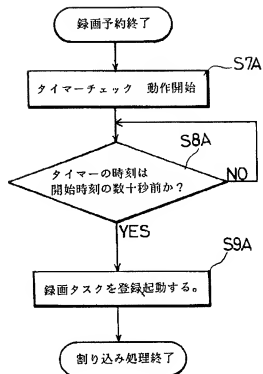 録画予約終了
S7A
タイマーチェック 動作開始
S8A
タイマーの時刻は
開始時刻の数十秒前か?
NO
YES
S9A
録画タスクを登録起動する。
割り込み処理終了